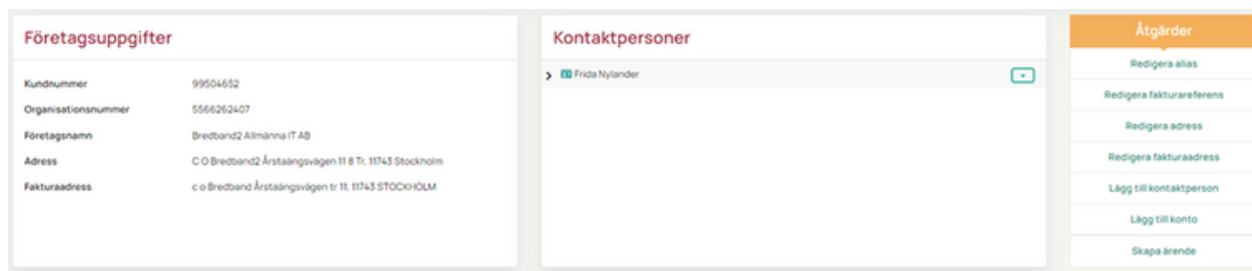 Företagsuppgifter
Kundnummer 99504652
Organisationsnummer 5566262407
Företagsnamn Bredband2 Allmänna IT AB
Adress C O Bredband2 Årstaängsvägen 11 8 Tr, 11743 Stockholm
Fakturaadress c o Bredband Årstaängsvägen tr 11, 11743 STOCKHOLM
Kontaktpersoner
Frida Nylander
Åtgärder
Redigera alias
Redigera fakturareferens
Redigera adress
Redigera fakturaadress
Lägg till kontaktperson
Lägg till konto
Skapa ärende